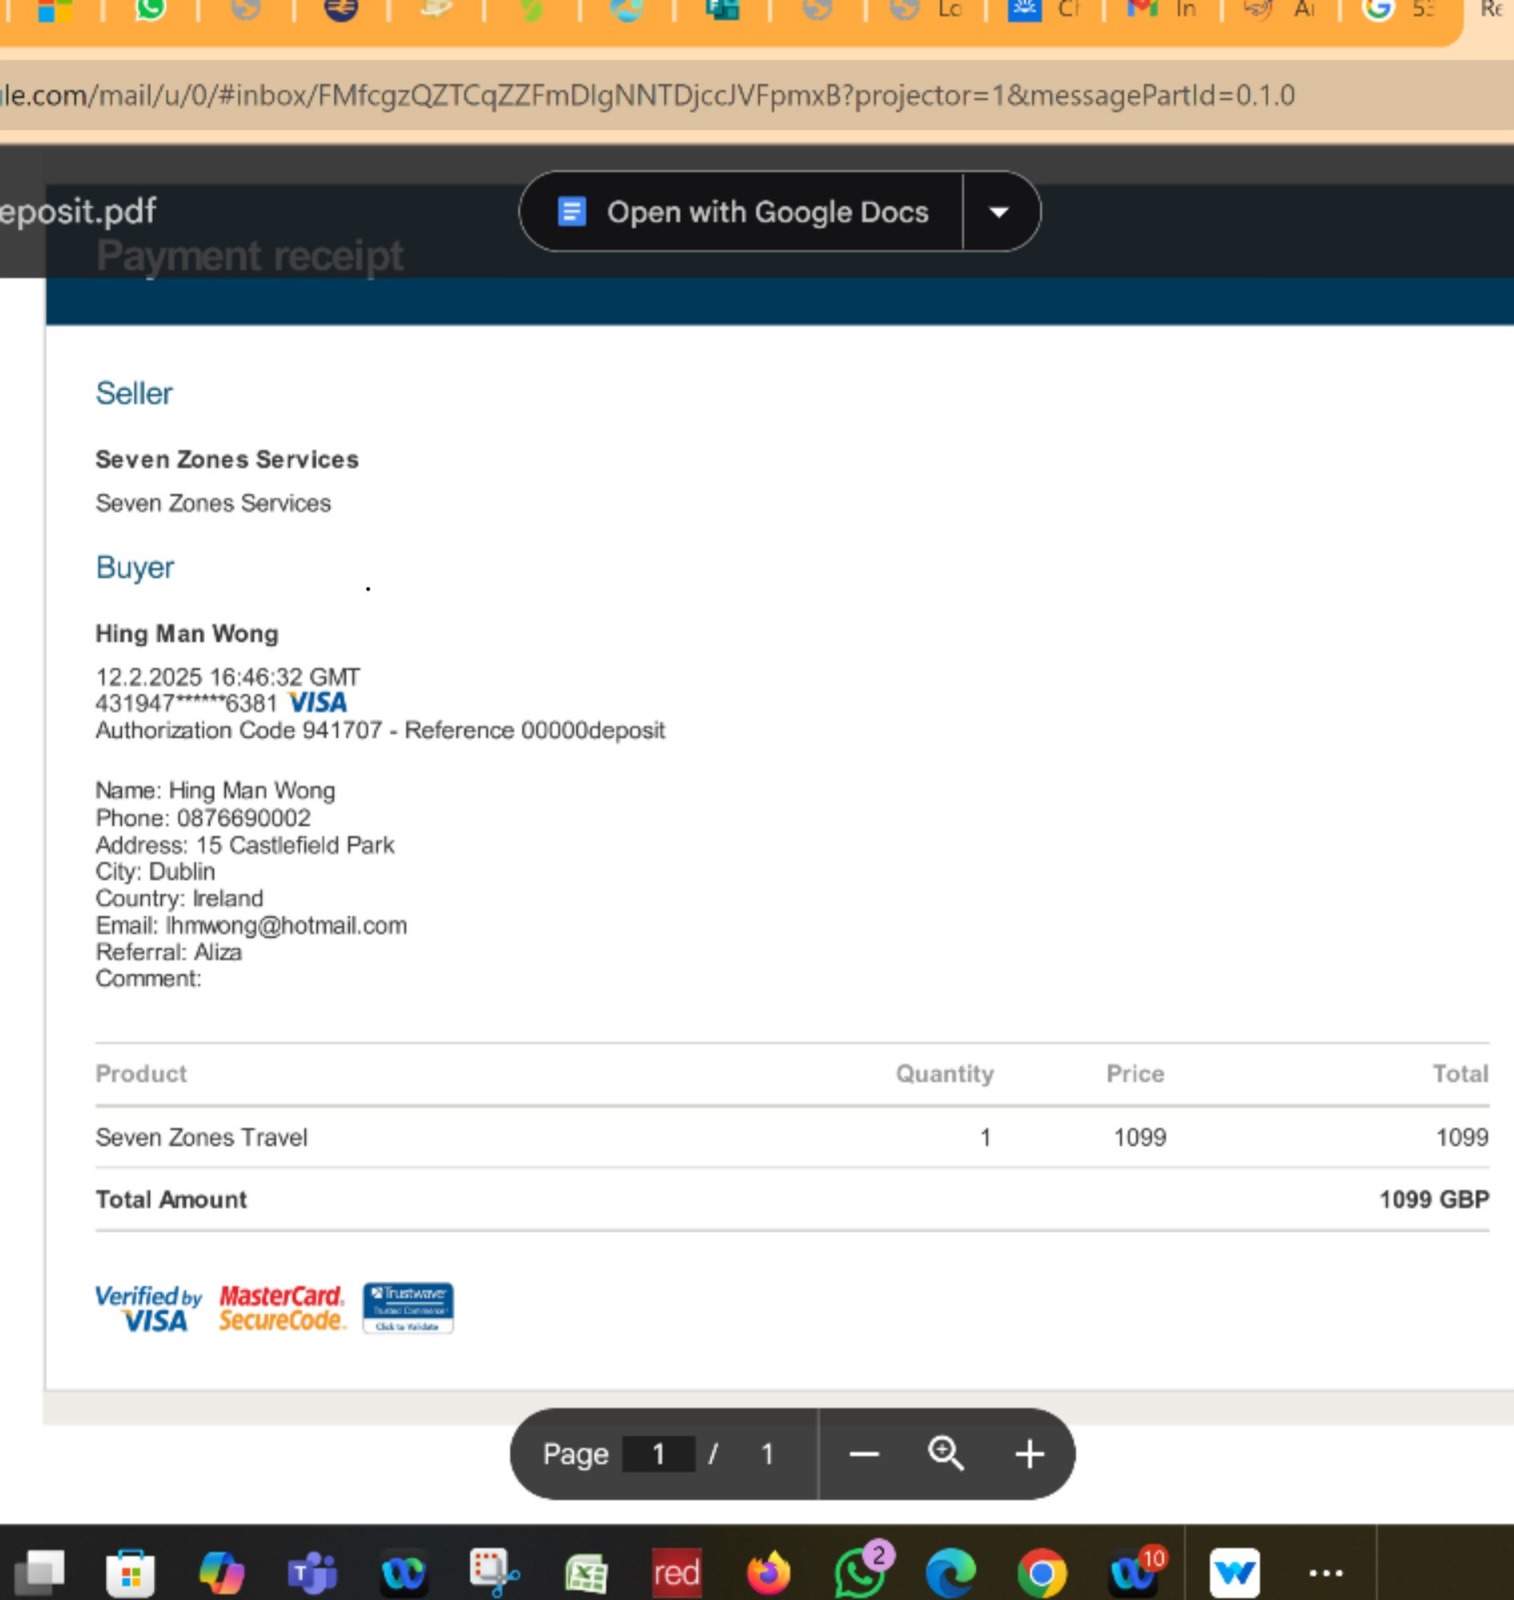 Lo
Cl
In
Ai
53
Re
le.com/mail/u/0/#inbox/FMfcgzQZTCqZZFmDlgNNTDjccJVFpmxB?projector=1&messagePartId=0.1.0
eposit.pdf
Open with Google Docs
Payment receipt
Seller
Seven Zones Services
Seven Zones Services
Buyer
Hing Man Wong
12.2.2025 16:46:32 GMT
431947******6381 VISA
Authorization Code 941707 - Reference 00000deposit
Name: Hing Man Wong
Phone: 0876690002
Address: 15 Castlefield Park
City: Dublin
Country: Ireland
Email: lhmwong@hotmail.com
Referral: Aliza
Comment:
Product Quantity Price Total
Seven Zones Travel 1 1099 1099
Total Amount 1099 GBP
Verified by VISA
MasterCard. SecureCode.
Trustwave
Trusted Commerce
Click to Validate
Page 1 / 1
red
2
10